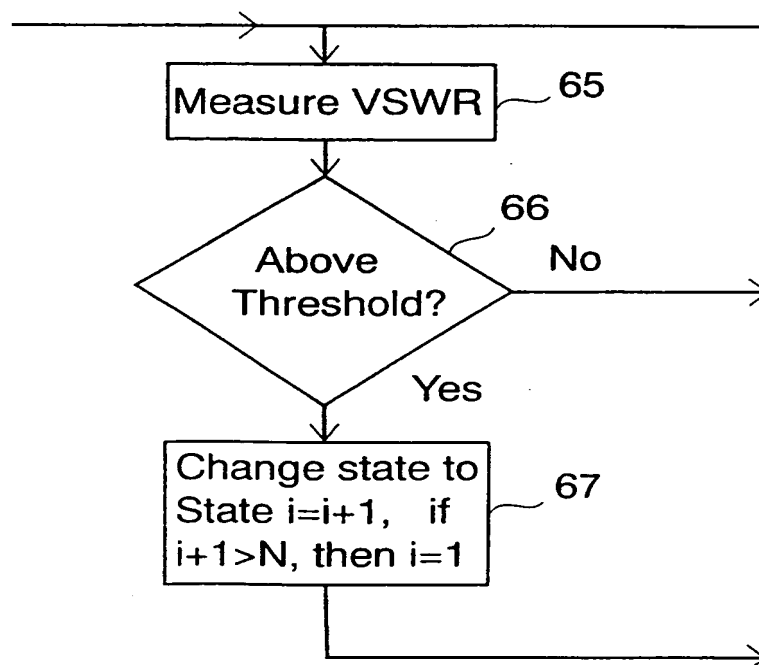 Measure VSWR
65
66
Above
Threshold?
No
Yes
Change state to
State i=i+1, if
i+1>N, then i=1
67